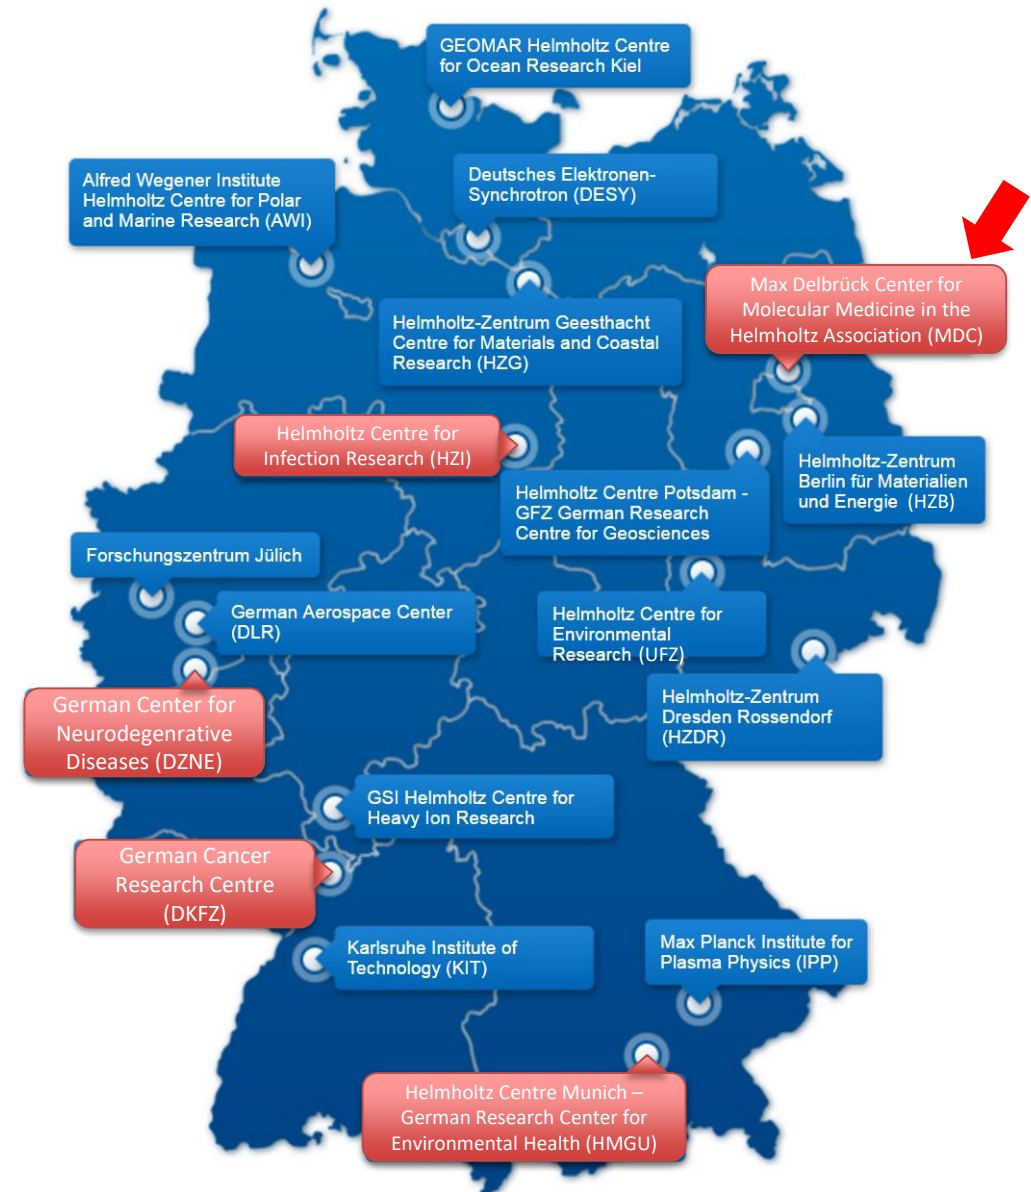 GEOMAR Helmholtz Centre
for Ocean Research Kiel
Alfred Wegener Institute
Helmholtz Centre for Polar
and Marine Research (AWI)
Deutsches Elektronen-
Synchrotron (DESY)
Max Delbrück Center for
Molecular Medicine in the
Helmholtz Association (MDC)
Helmholtz-Zentrum Geesthacht
Centre for Materials and Coastal
Research (HZG)
Helmholtz Centre for
Infection Research (HZI)
Helmholtz-Zentrum
Berlin für Materialien
und Energie (HZB)
Helmholtz Centre Potsdam -
GFZ German Research
Centre for Geosciences
Forschungszentrum Jülich
German Aerospace Center
(DLR)
Helmholtz Centre for
Environmental
Research (UFZ)
German Center for
Neurodegenrative
Diseases (DZNE)
Helmholtz-Zentrum
Dresden Rossendorf
(HZDR)
GSI Helmholtz Centre for
Heavy Ion Research
German Cancer
Research Centre
(DKFZ)
Karlsruhe Institute of
Technology (KIT)
Max Planck Institute for
Plasma Physics (IPP)
Helmholtz Centre Munich –
German Research Center for
Environmental Health (HMGU)